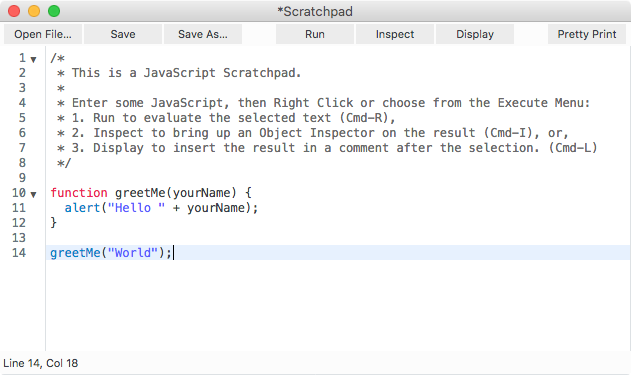 *Scratchpad
Open File... Save Save As... Run Inspect Display Pretty Print
1 /*
2 * This is a JavaScript Scratchpad.
3 *
4 * Enter some JavaScript, then Right Click or choose from the Execute Menu:
5 * 1. Run to evaluate the selected text (Cmd-R),
6 * 2. Inspect to bring up an Object Inspector on the result (Cmd-I), or,
7 * 3. Display to insert the result in a comment after the selection. (Cmd-L)
8 */
9
10 function greetMe(yourName) {
11 alert("Hello " + yourName);
12 }
13
14 greetMe("World");
Line 14, Col 18